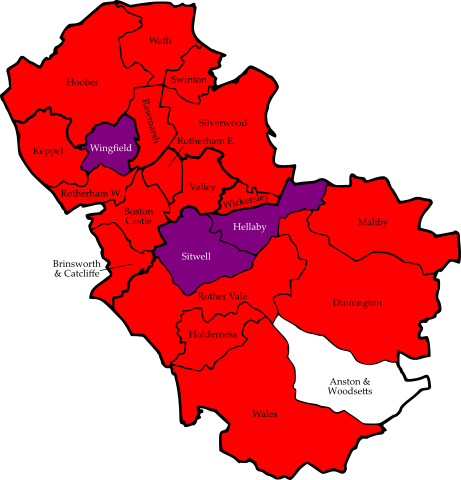 Wath
Hoober
Swinton
Rawmarsh
Silverwood
Rotherham E.
Wingfield
Keppel
Valley
Rotherham W.
Wickersley
Boston
Castle
Maltby
Hellaby
Sitwell
Brinsworth
& Catcliffe
Rother Vale
Dinnington
Holderness
Anston &
Woodsetts
Wales